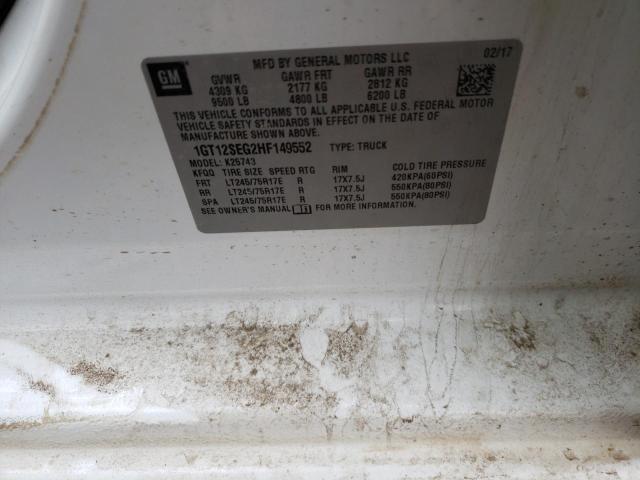 GM
MFD BY GENERAL MOTORS LLC 02/17
GVWR GAWR FRT GAWR RR
4309 KG 2177 KG 2812 KG
9500 LB 4800 LB 6200 LB
THIS VEHICLE CONFORMS TO ALL APPLICABLE U.S. FEDERAL MOTOR
VEHICLE SAFETY STANDARDS IN EFFECT ON THE DATE OF
MANUFACTURE SHOWN ABOVE.
1GT12SEG2HF149552 TYPE: TRUCK
MODEL: K25743
KFQQ TIRE SIZE SPEED RTG RIM COLD TIRE PRESSURE
FRT LT245/75R17E R 17X7.5J 420KPA(60PSI)
RR LT245/75R17E R 17X7.5J 550KPA(80PSI)
SPA LT245/75R17E R 17X7.5J 550KPA(80PSI)
SEE OWNER'S MANUAL FOR MORE INFORMATION.